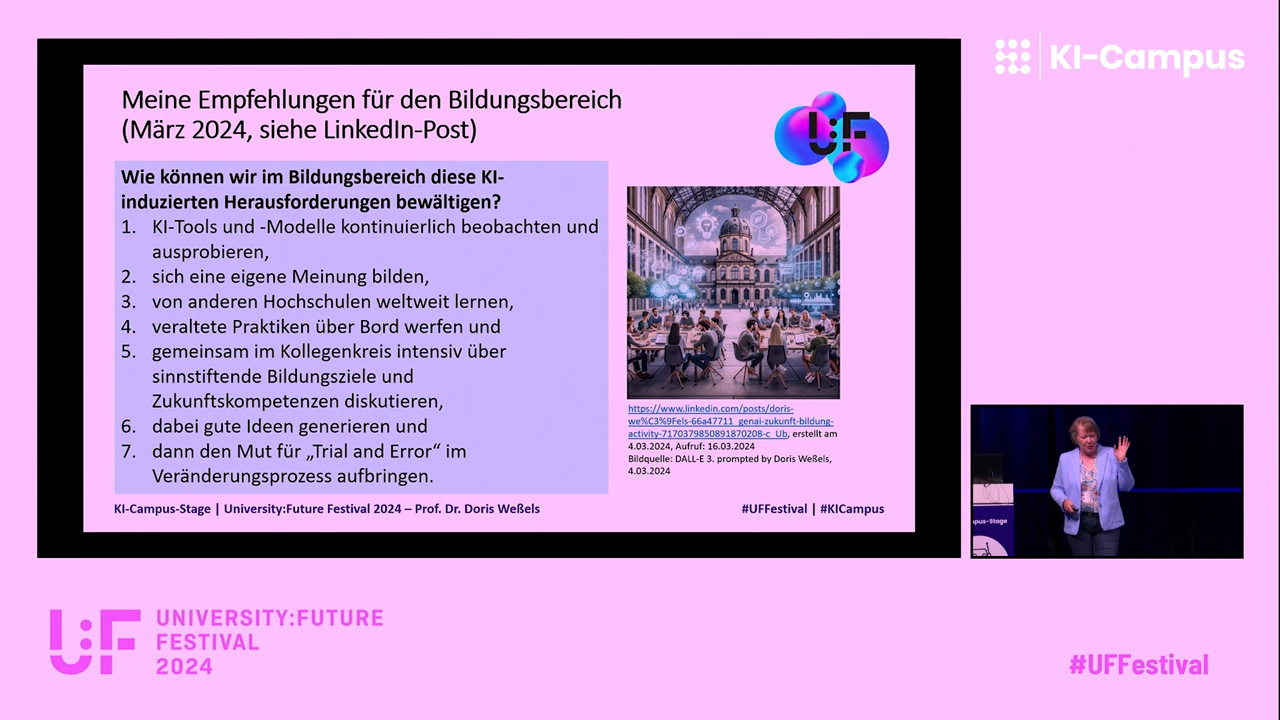 KI-Campus
Meine Empfehlungen für den Bildungsbereich
(März 2024, siehe LinkedIn-Post)
U:F
Wie können wir im Bildungsbereich diese KI-
induzierten Herausforderungen bewältigen?
1. KI-Tools und -Modelle kontinuierlich beobachten und
ausprobieren,
2. sich eine eigene Meinung bilden,
3. von anderen Hochschulen weltweit lernen,
4. veraltete Praktiken über Bord werfen und
5. gemeinsam im Kollegenkreis intensiv über
sinnstiftende Bildungsziele und
Zukunftskompetenzen diskutieren,
6. dabei gute Ideen generieren und
7. dann den Mut für „Trial and Error“ im
Veränderungsprozess aufbringen.
https://www.linkedin.com/posts/doris-
we%C3%9Fels-66a47711_genai-zukunft-bildung-
activity-7170379850891870208-c_Ub, erstellt am
4.03.2024, Aufruf: 16.03.2024
Bildquelle: DALL-E 3. prompted by Doris Weßels,
4.03.2024
KI-Campus-Stage | University:Future Festival 2024 – Prof. Dr. Doris Weßels
#UFFestival | #KICampus
mpus-Stage
U:F
UNIVERSITY:FUTURE
FESTIVAL
2024
#UFFestival